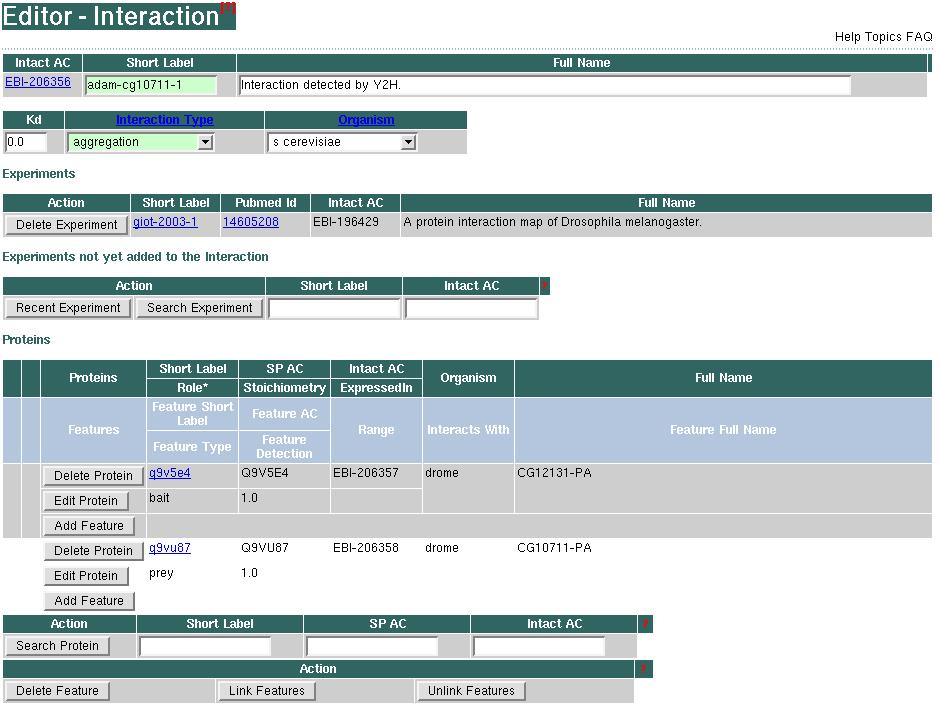 Editor - Interaction[?]
Help Topics FAQ
Intact AC Short Label Full Name
EBI-206356 adam-cg10711-1 Interaction detected by Y2H.
Kd Interaction Type Organism
0.0 aggregation s cerevisiae
Experiments
Action Short Label Pubmed Id Intact AC Full Name
Delete Experiment giot-2003-1 14605208 EBI-196429 A protein interaction map of Drosophila melanogaster.
Experiments not yet added to the Interaction
Action Short Label Intact AC
Recent Experiment Search Experiment
Proteins
Proteins Short Label SP AC Intact AC Organism Full Name
Role* Stoichiometry ExpressedIn
Features Feature Short Label Feature AC Range Interacts With Feature Full Name
Feature Type Feature Detection
Delete Protein q9v5e4 Q9V5E4 EBI-206357 drome CG12131-PA
Edit Protein bait 1.0
Add Feature
Delete Protein q9vu87 Q9VU87 EBI-206358 drome CG10711-PA
Edit Protein prey 1.0
Add Feature
Action Short Label SP AC Intact AC
Search Protein
Action
Delete Feature Link Features Unlink Features